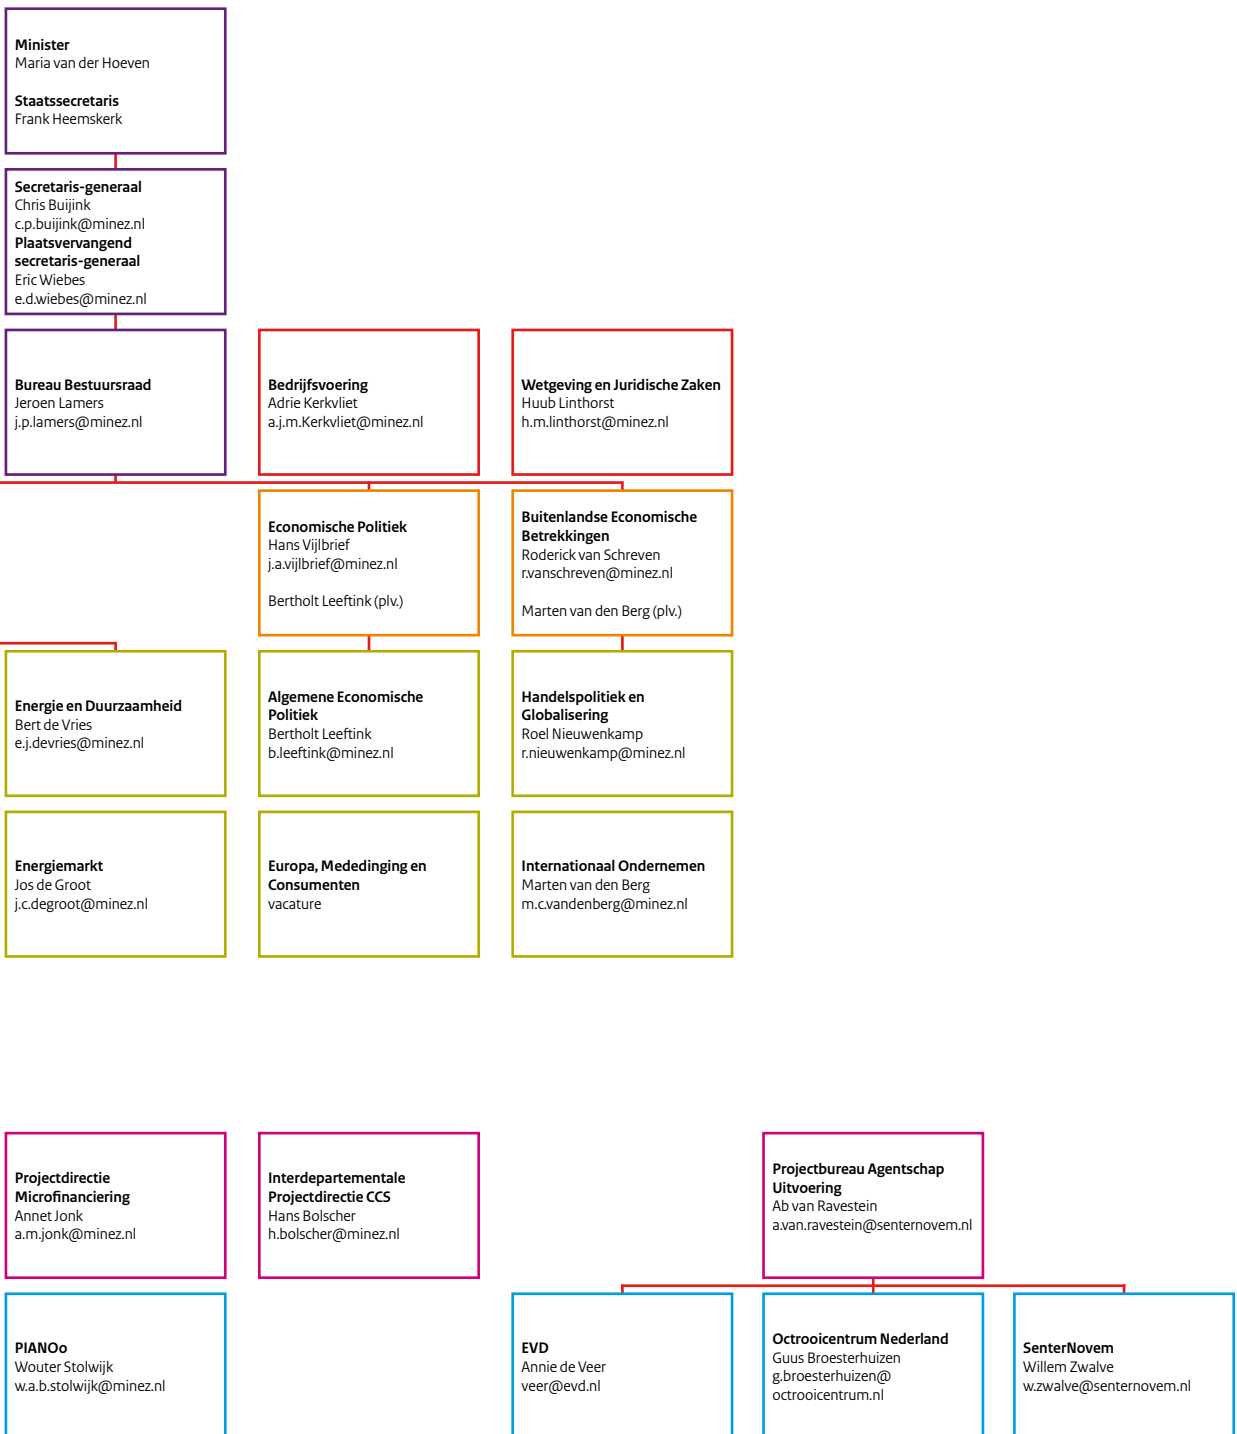 Minister
Maria van der Hoeven
Staatssecretaris
Frank Heemskerk
Secretaris-generaal
Chris Buijink
c.p.buijink@minez.nl
Plaatsvervangend
secretaris-generaal
Eric Wiebes
e.d.wiebes@minez.nl
Bureau Bestuursraad
Jeroen Lamers
j.p.lamers@minez.nl
Bedrijfsvoering
Adrie Kerkvliet
a.j.m.Kerkvliet@minez.nl
Wetgeving en Juridische Zaken
Huub Linthorst
h.m.linthorst@minez.nl
Economische Politiek
Hans Vijlbrief
j.a.vijlbrief@minez.nl
Bertholt Leeftink (plv.)
Buitenlandse Economische
Betrekkingen
Roderick van Schreven
r.vanschreven@minez.nl
Marten van den Berg (plv.)
Energie en Duurzaamheid
Bert de Vries
e.j.devries@minez.nl
Algemene Economische
Politiek
Bertholt Leeftink
b.leeftink@minez.nl
Handelspolitiek en
Globalisering
Roel Nieuwenkamp
r.nieuwenkamp@minez.nl
Energiemarkt
Jos de Groot
j.c.degroot@minez.nl
Europa, Mededinging en
Consumenten
vacature
Internationaal Ondernemen
Marten van den Berg
m.c.vandenberg@minez.nl
Projectdirectie
Microfinanciering
Annet Jonk
a.m.jonk@minez.nl
Interdepartementale
Projectdirectie CCS
Hans Bolscher
h.bolscher@minez.nl
Projectbureau Agentschap
Uitvoering
Ab van Ravestein
a.van.ravestein@senternovem.nl
PIANOo
Wouter Stolwijk
w.a.b.stolwijk@minez.nl
EVD
Annie de Veer
veer@evd.nl
Octrooicentrum Nederland
Guus Broesterhuizen
g.broesterhuizen@
octrooicentrum.nl
SenterNovem
Willem Zwalve
w.zwalve@senternovem.nl